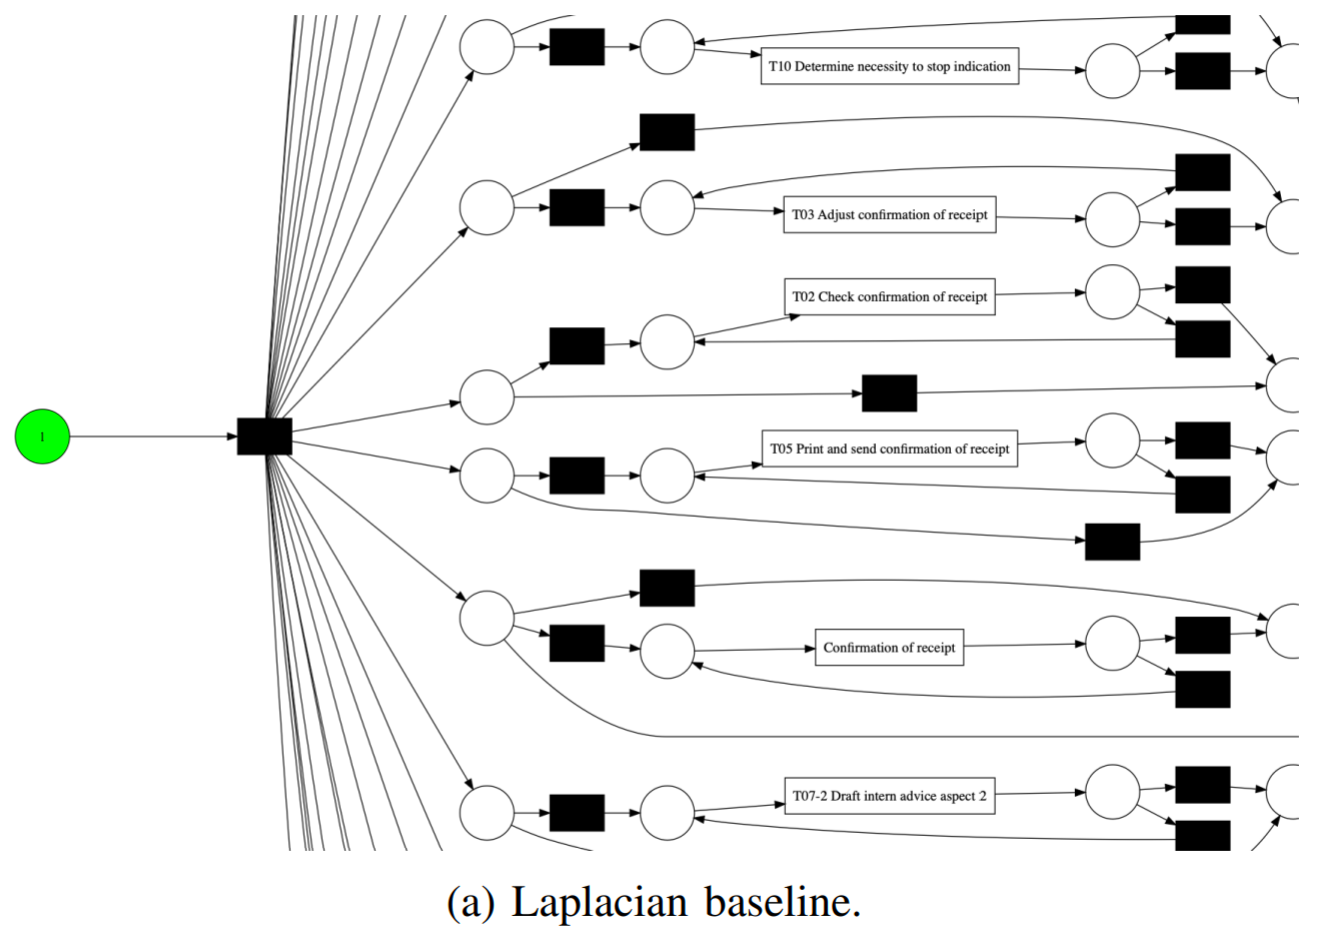 T10 Determine necessity to stop indication
T03 Adjust confirmation of receipt
T02 Check confirmation of receipt
1
T05 Print and send confirmation of receipt
Confirmation of receipt
T07-2 Draft intern advice aspect 2
(a) Laplacian baseline.